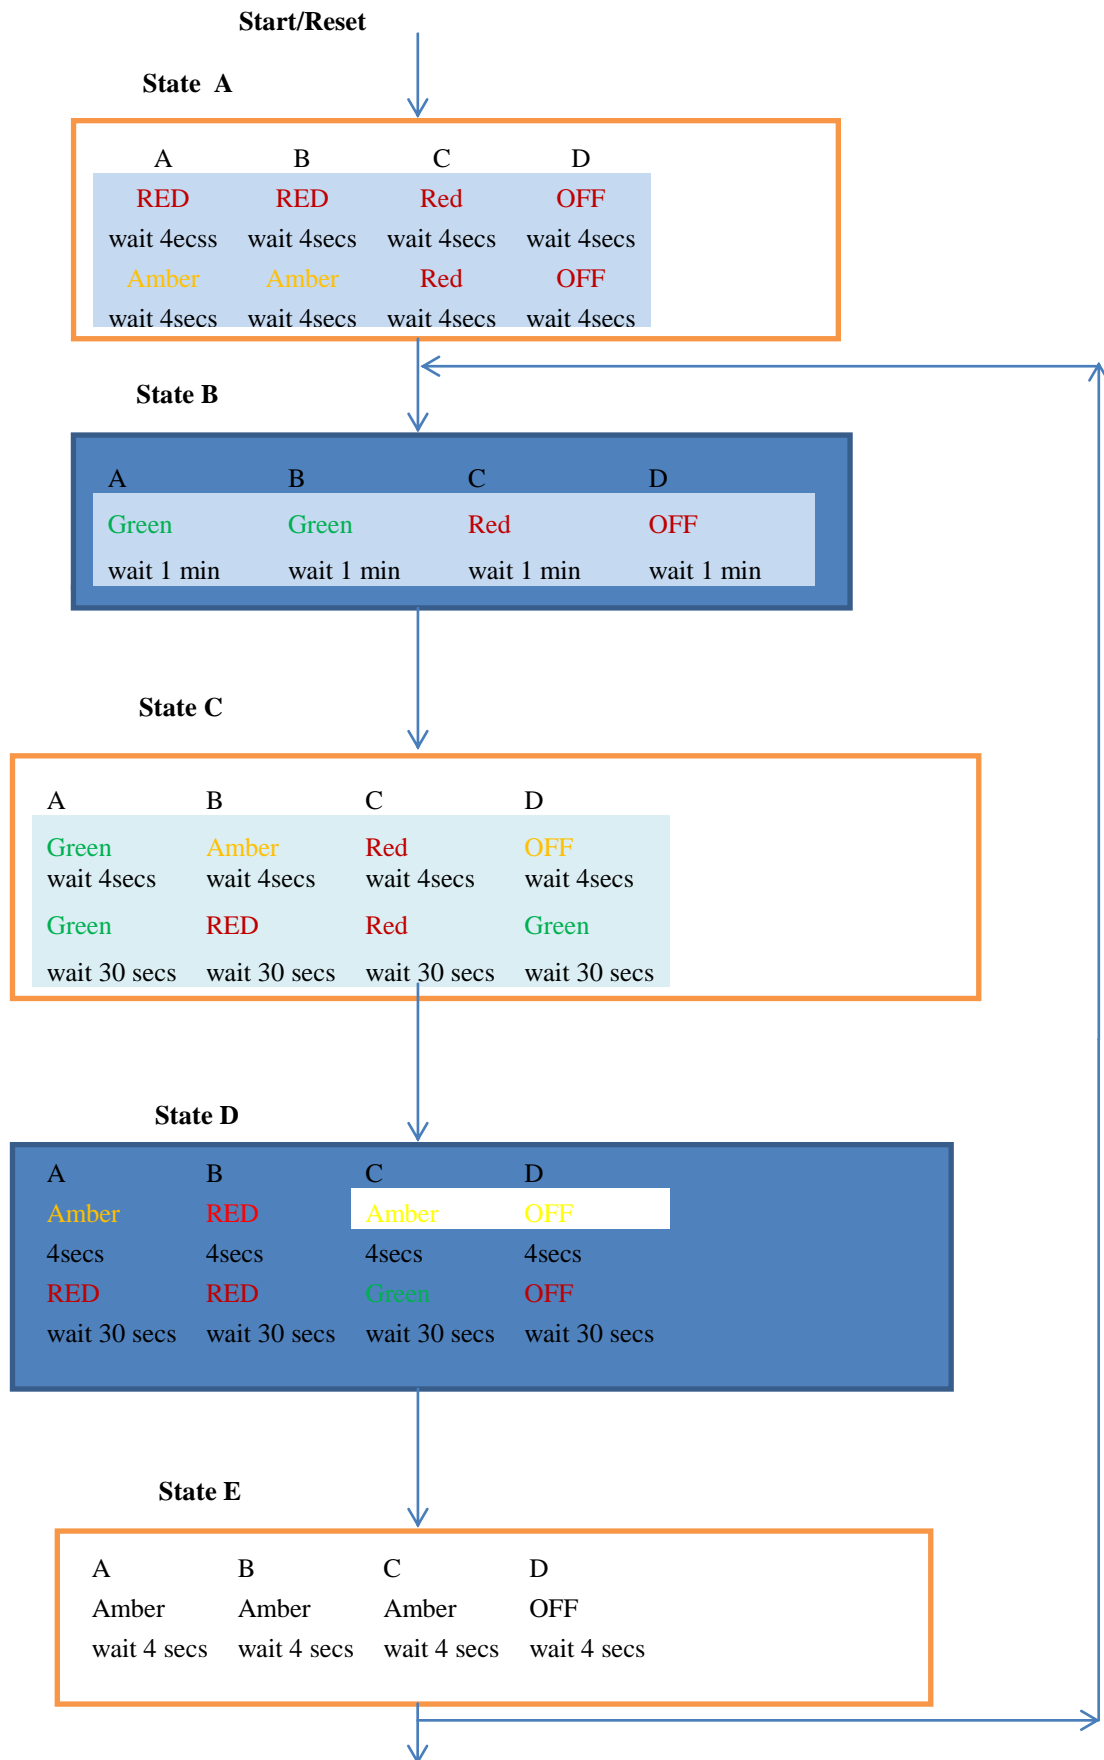 Start/Reset
State A
A B C D
RED RED Red OFF
wait 4ecss wait 4secs wait 4secs wait 4secs
Amber Amber Red OFF
wait 4secs wait 4secs wait 4secs wait 4secs
State B
A B C D
Green Green Red OFF
wait 1 min wait 1 min wait 1 min wait 1 min
State C
A B C D
Green Amber Red OFF
wait 4secs wait 4secs wait 4secs wait 4secs
Green RED Red Green
wait 30 secs wait 30 secs wait 30 secs wait 30 secs
State D
A B C D
Amber RED Amber OFF
4secs 4secs 4secs 4secs
RED RED Green OFF
wait 30 secs wait 30 secs wait 30 secs wait 30 secs
State E
A B C D
Amber Amber Amber OFF
wait 4 secs wait 4 secs wait 4 secs wait 4 secs